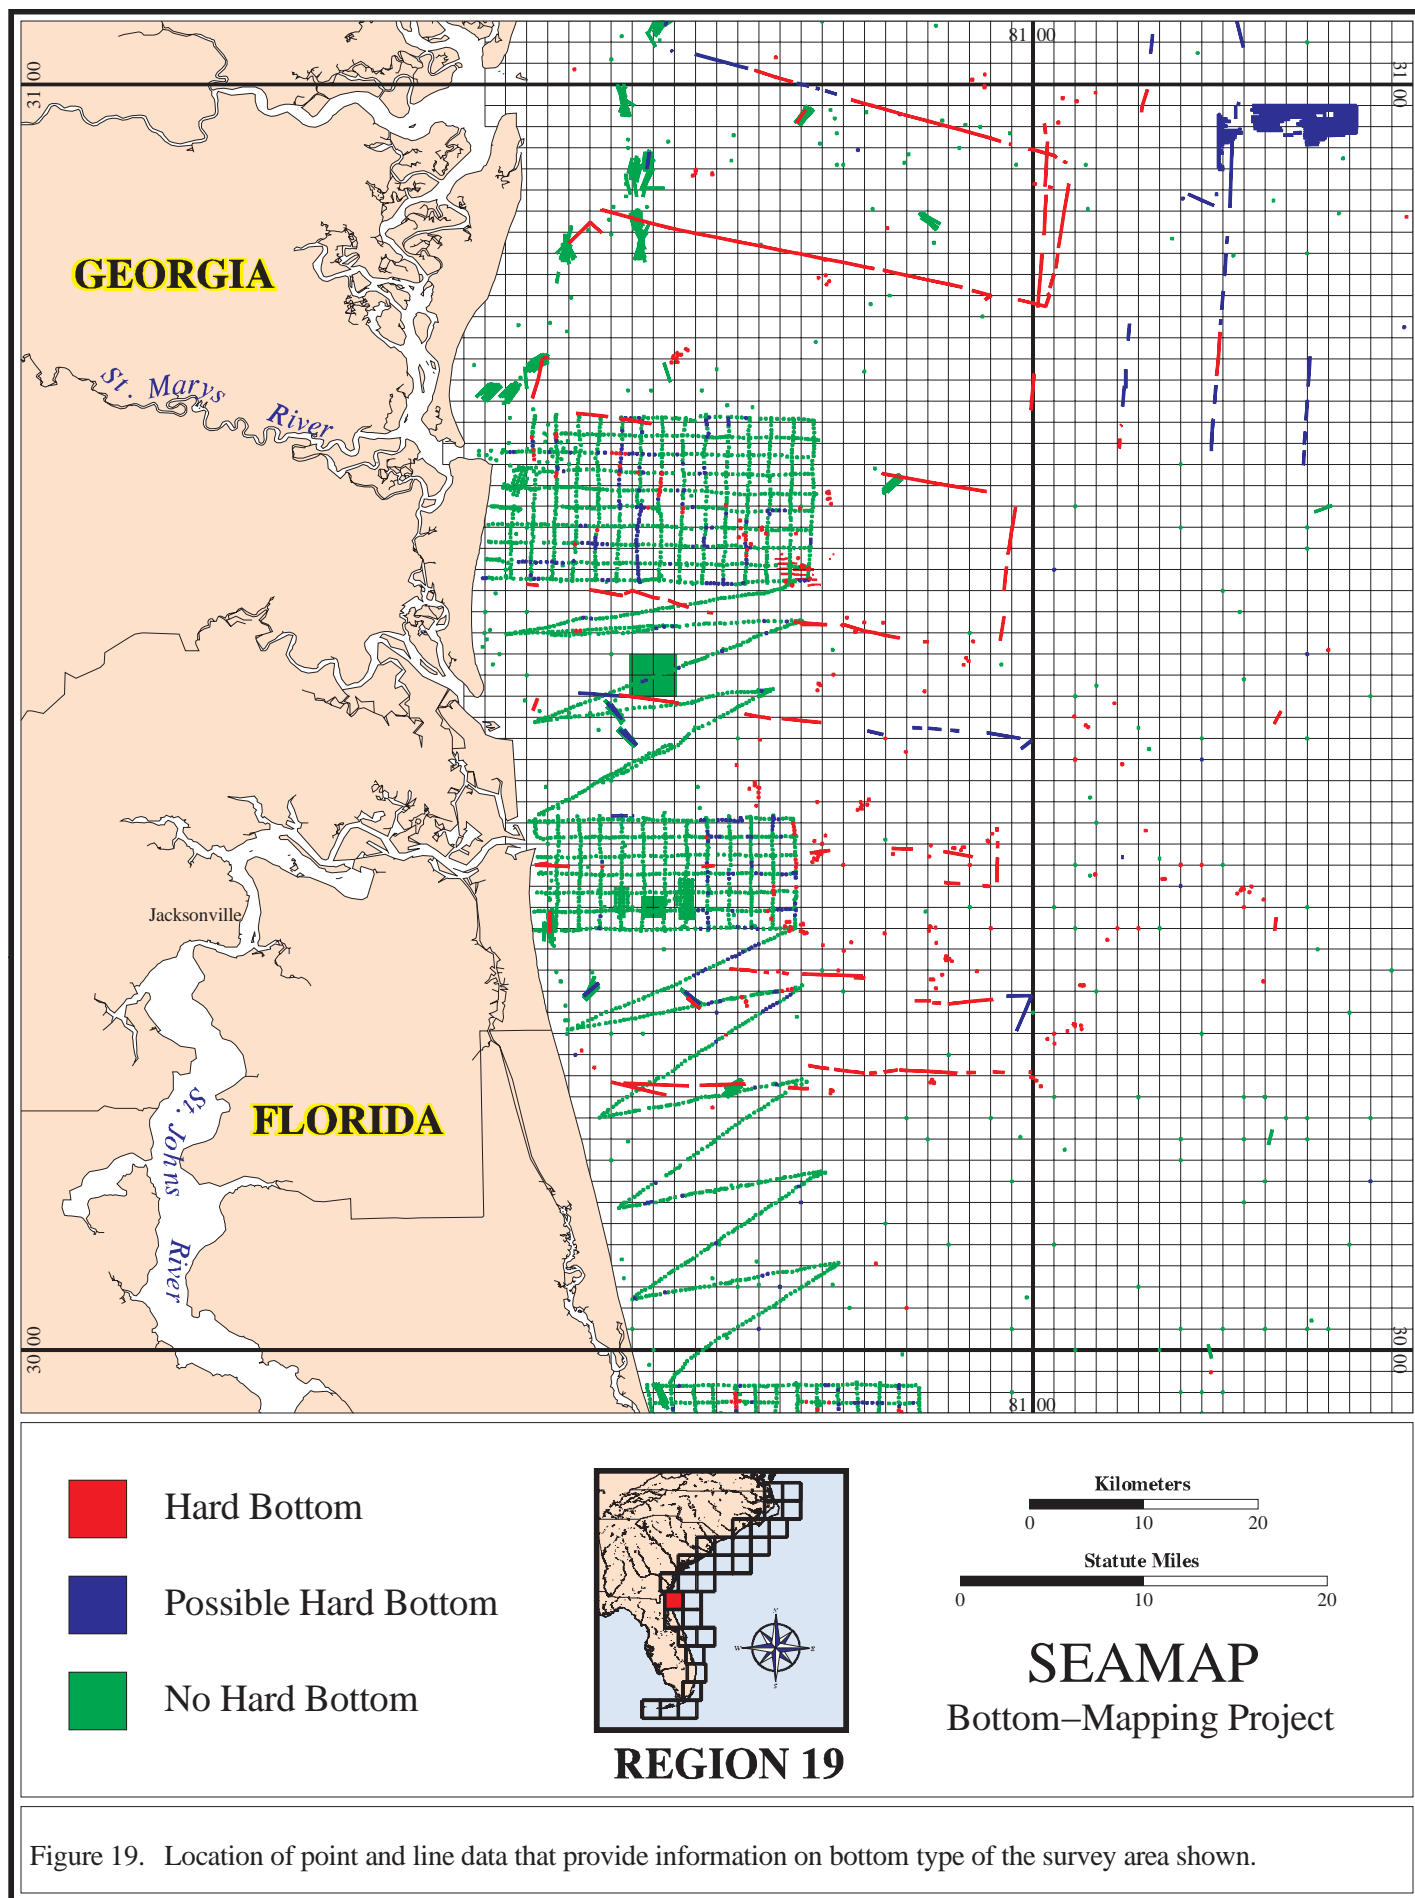 81 00
31 00
31 00
GEORGIA
St. Marys
River
Jacksonville
FLORIDA
St. Johns
River
30 00
30 00
81 00
Hard Bottom
Possible Hard Bottom
No Hard Bottom
N
W
E
S
REGION 19
Kilometers
0 10 20
Statute Miles
0 10 20
SEAMAP
Bottom−Mapping Project
Figure 19. Location of point and line data that provide information on bottom type of the survey area shown.